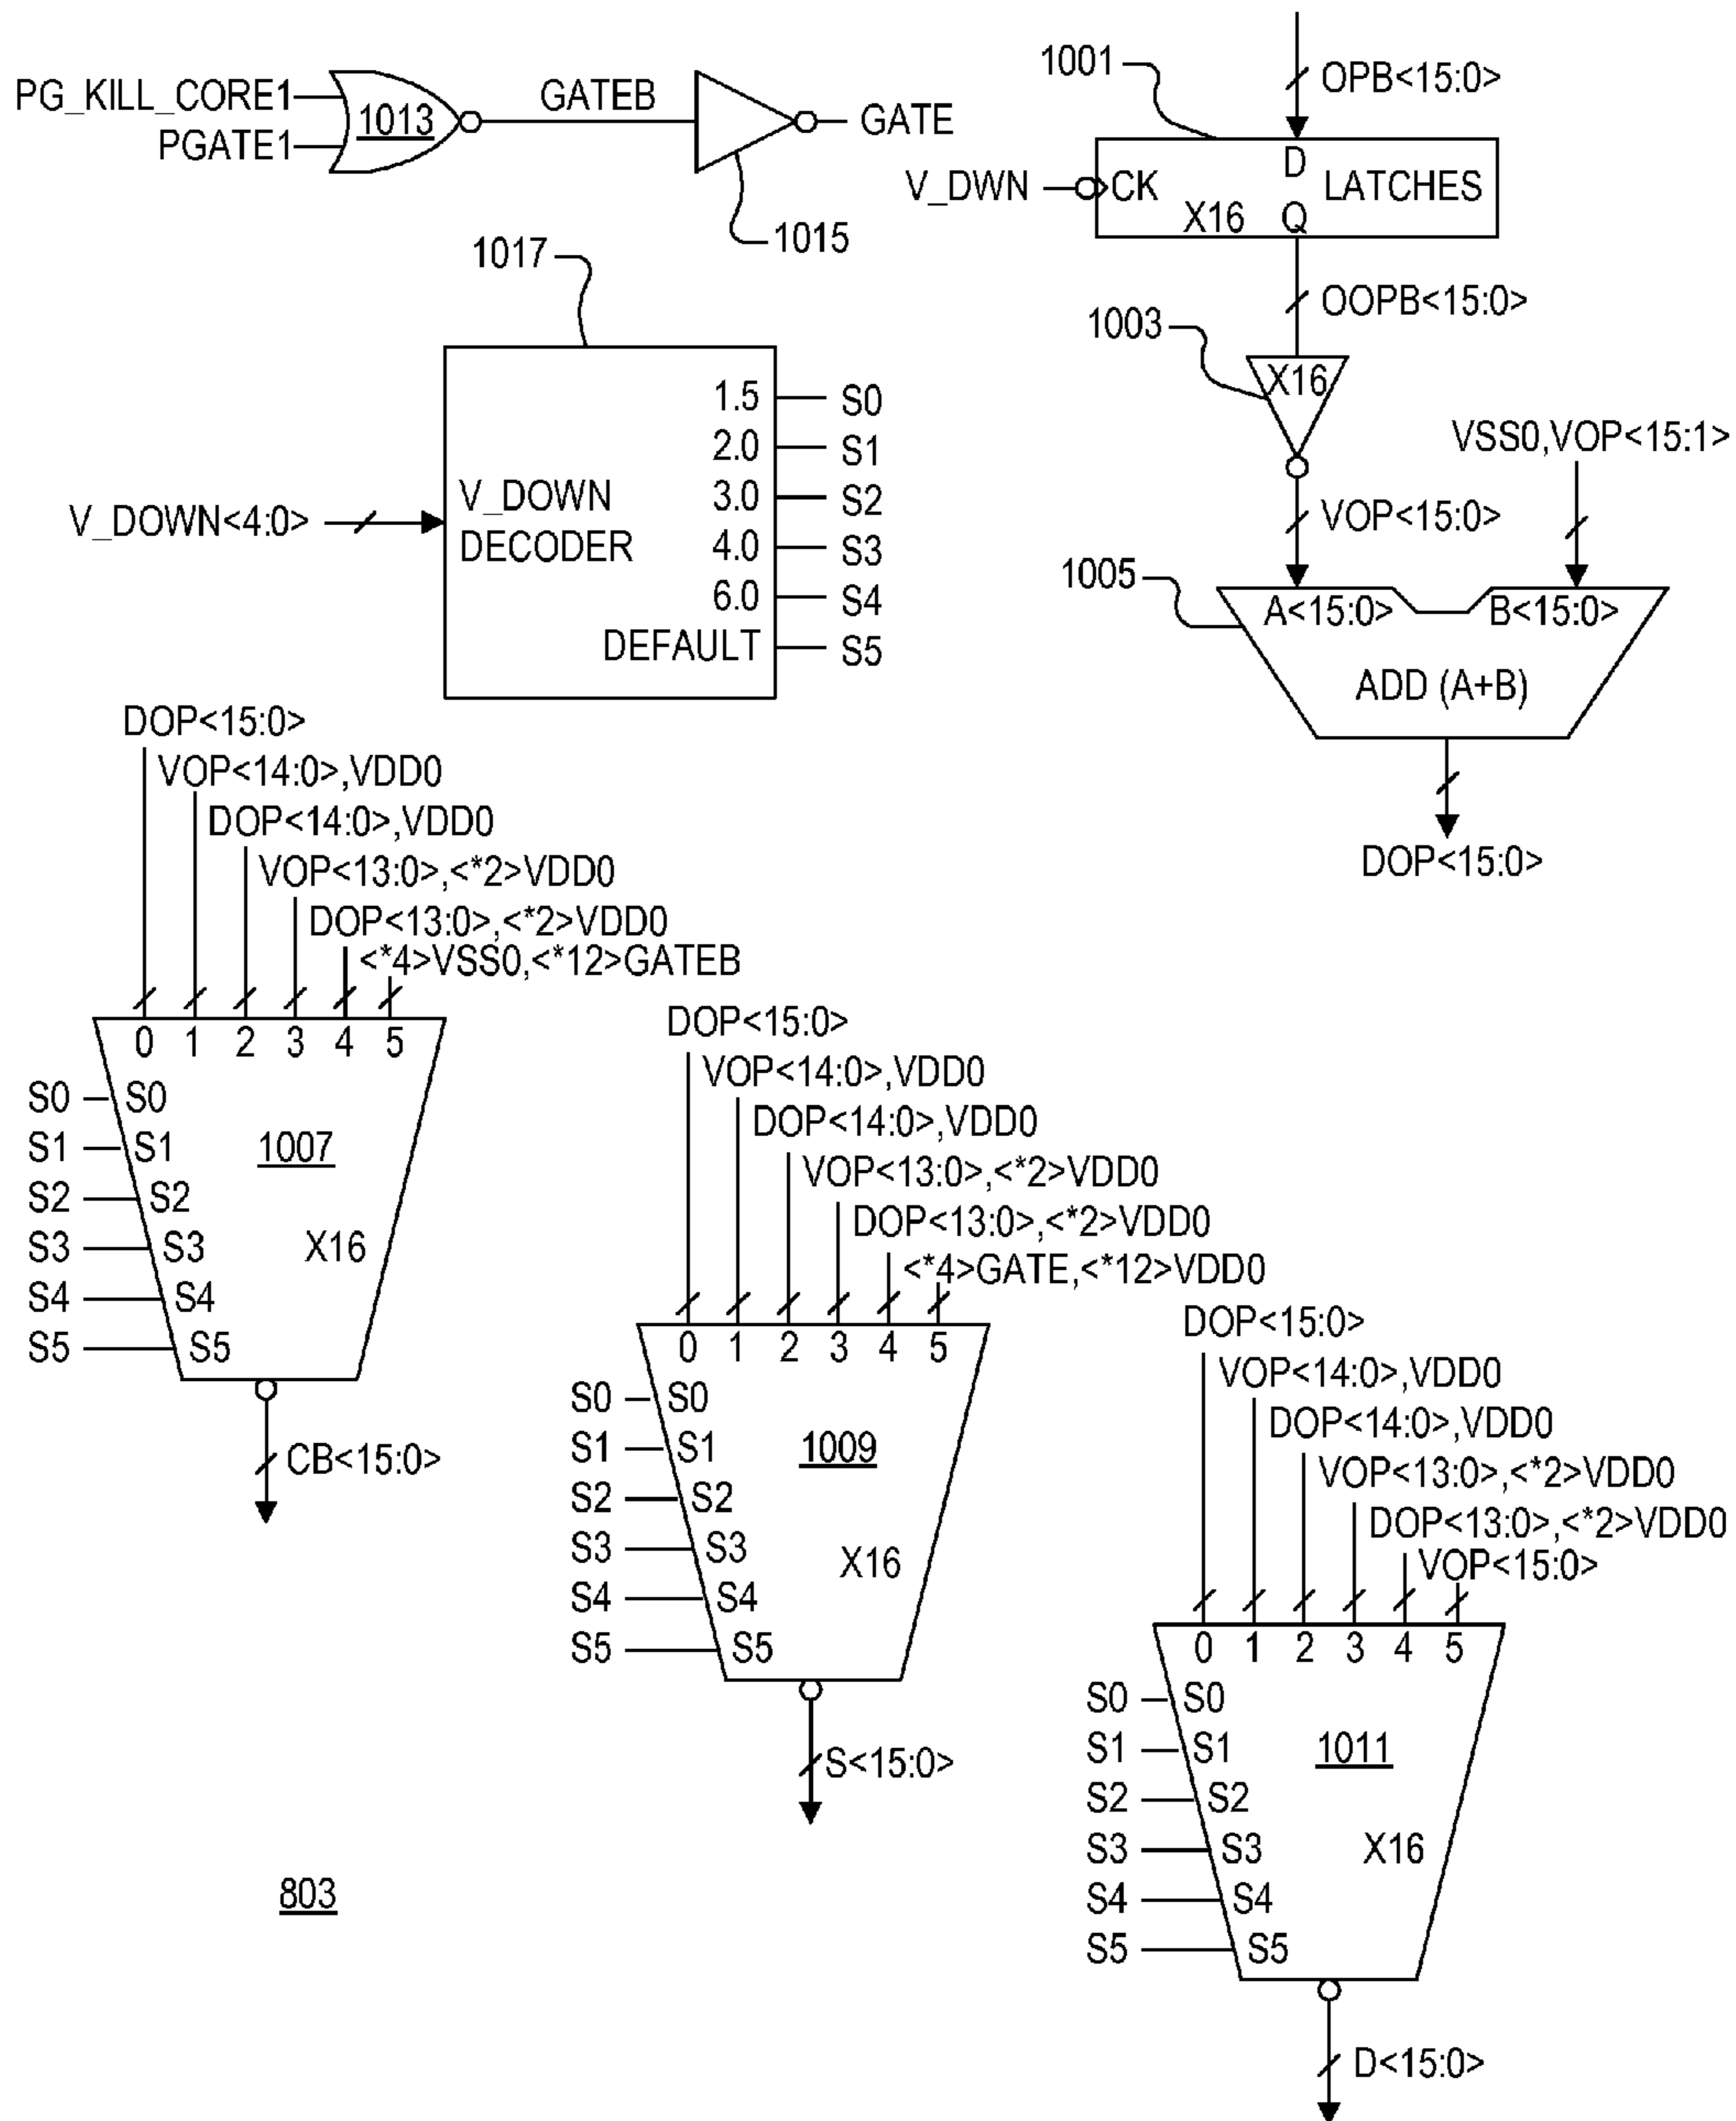 PG_KILL_CORE1
PGATE1
1013
GATEB
GATE
1015
1001
OPB<15:0>
V_DWN
CK
D
LATCHES
X16
Q
OOPB<15:0>
1003
X16
VOP<15:0>
VSS0,VOP<15:1>
1005
A<15:0>
B<15:0>
ADD (A+B)
DOP<15:0>
1017
V_DOWN<4:0>
V_DOWN
DECODER
1.5
S0
2.0
S1
3.0
S2
4.0
S3
6.0
S4
DEFAULT
S5
DOP<15:0>
VOP<14:0>,VDD0
DOP<14:0>,VDD0
VOP<13:0>,<*2>VDD0
DOP<13:0>,<*2>VDD0
<*4>VSS0,<*12>GATEB
0 1 2 3 4 5
S0 S0
S1 S1
1007
S2 S2
S3 S3
X16
S4 S4
S5 S5
CB<15:0>
DOP<15:0>
VOP<14:0>,VDD0
DOP<14:0>,VDD0
VOP<13:0>,<*2>VDD0
DOP<13:0>,<*2>VDD0
<*4>GATE,<*12>VDD0
0 1 2 3 4 5
S0 S0
S1 S1
1009
S2 S2
S3 S3
X16
S4 S4
S5 S5
S<15:0>
DOP<15:0>
VOP<14:0>,VDD0
DOP<14:0>,VDD0
VOP<13:0>,<*2>VDD0
DOP<13:0>,<*2>VDD0
VOP<15:0>
0 1 2 3 4 5
S0 S0
S1 S1
1011
S2 S2
S3 S3
X16
S4 S4
S5 S5
D<15:0>
803